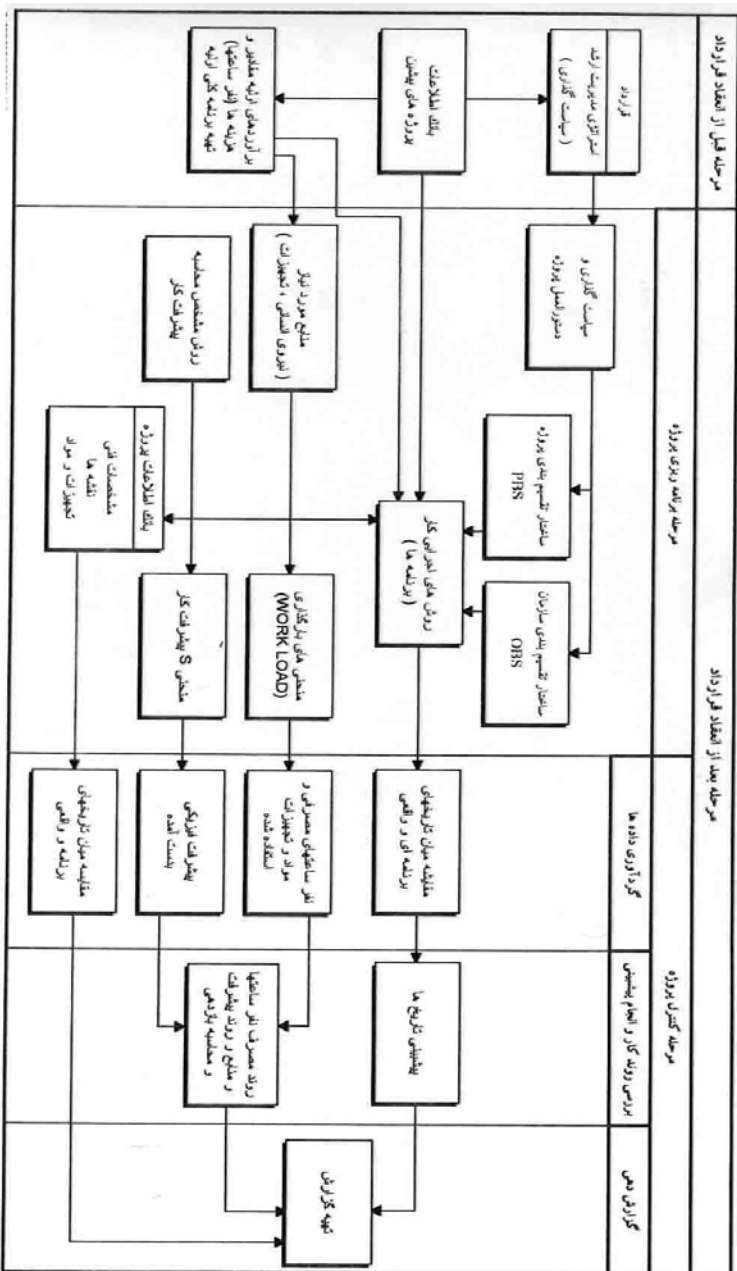 مرحله قبل از انعقاد قرارداد
مرحله بعد از انعقاد قرارداد
مرحله برنامه ریزی پروژه
مرحله کنترل پروژه
گردآوری داده ها
بررسی روند کار و انجام پیشبینی
گزارش دهی
قرارداد
استراتژی مدیریت ارشد
( سیاست گذاری )
بانک اطلاعات
پروژه های پیشین
برآوردهای اولیه مقادیر و
هزینه ها (نفر ساعتها)
تهیه برنامه کلی اولیه
سیاست گذاری و
دستورالعمل پروژه
ساختار تقسیم بندی پروژه
PBS
ساختار تقسیم بندی سازمان
OBS
روش های اجرایی کار
( برنامه ها )
منابع مورد نیاز
( نیروی انسانی ، تجهیزات )
منحنی های بارگذاری
(WORK LOAD)
روش مشخص محاسبه
پیشرفت کار
منحنی S پیشرفت کار
بانک اطلاعات پروژه
مشخصات فنی
نقشه ها
تجهیزات و مواد
مقایشه میان تاریخهای
برنامه ای و واقعی
نفر ساعتهای مصرفی و
مواد و تجهیزات
استفاده شده
پیشرفت فیزیکی
بدست آمده
مقایسه میان تاریخهای
برنامه و واقعی
پیشبینی تاریخ ها
روند مصرف نفر ساعتها
و منابع و روند پیشرفت
و محاسبه بازدهی
تهیه گزارش